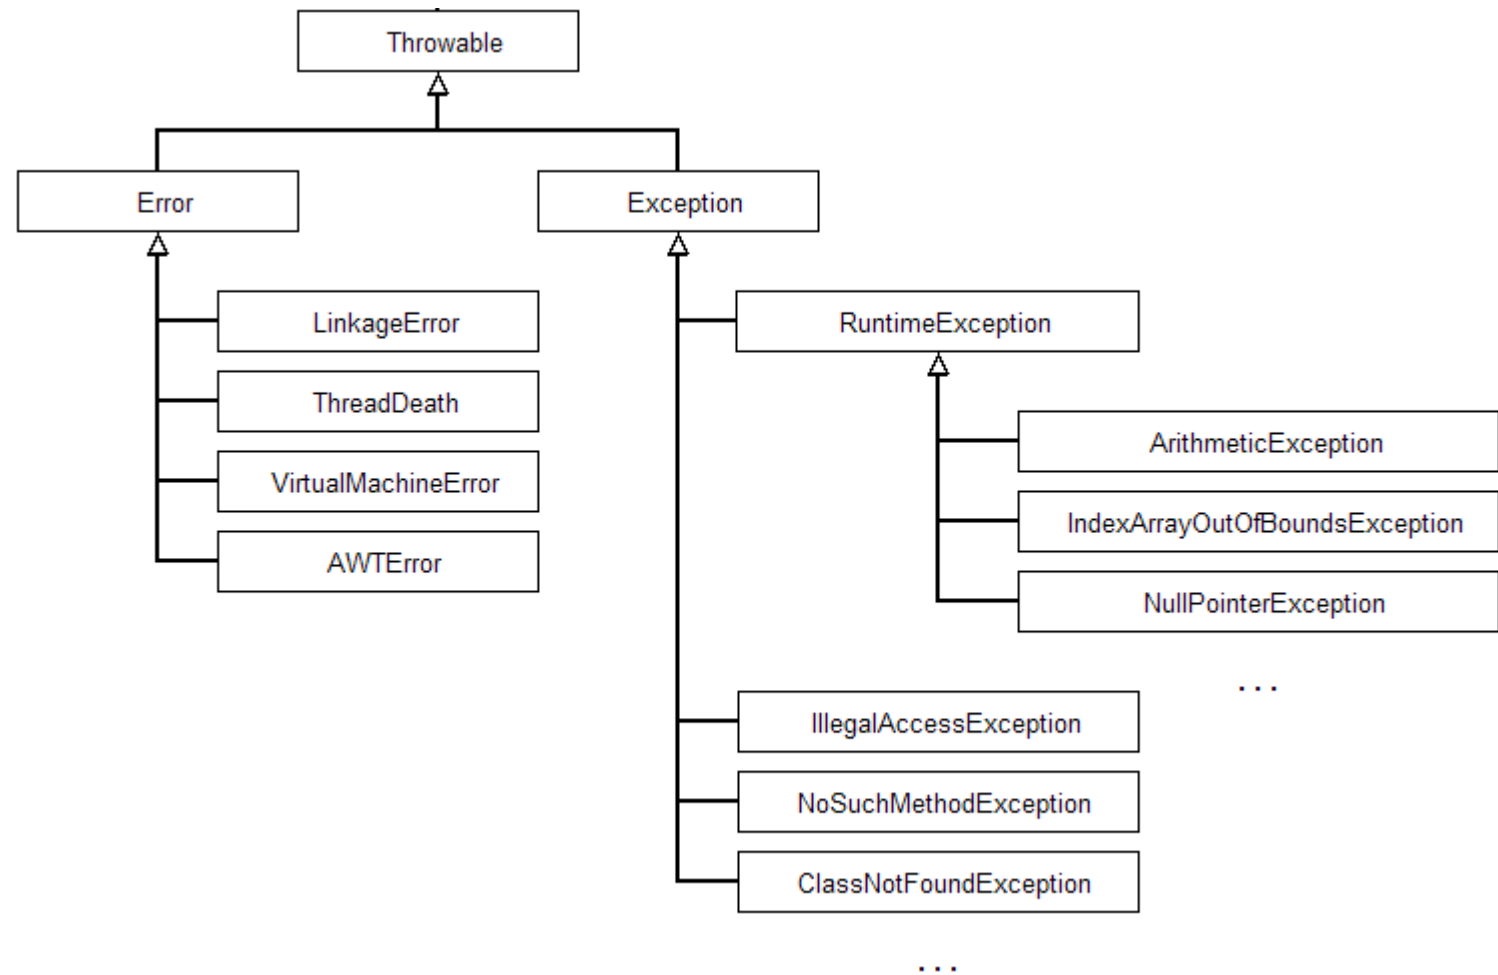 Throwable
Error
Exception
LinkageError
ThreadDeath
VirtualMachineError
AWTError
RuntimeException
ArithmeticException
IndexArrayOutOfBoundsException
NullPointerException
...
IllegalAccessException
NoSuchMethodException
ClassNotFoundException
...